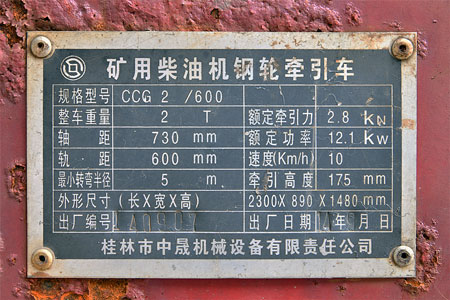 矿用柴油机钢轮牵引车
规格型号 CCG 2 /600
整车重量 2 T 额定牵引力 2.8 kN
轴 距 730 mm 额定功率 12.1 Kw
轨 距 600 mm 速度(Km/h) 10
最小转弯半径 5 m 牵引高度 175 mm
外形尺寸 (长X宽X高) 2300X 890 X1480 mm
出厂编号 出厂日期 年 月 日
桂林市中晟机械设备有限责任公司